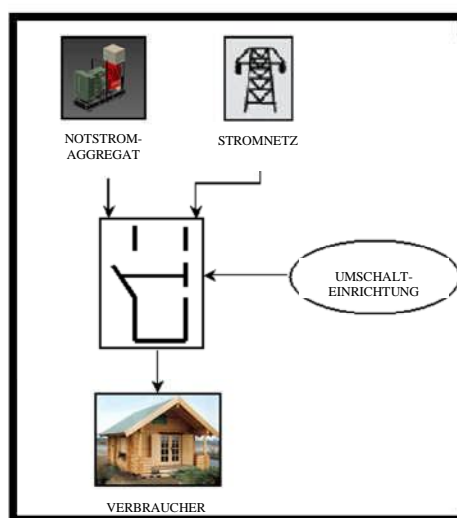 NOTSTROM-
AGGREGAT
STROMNETZ
UMSCHALT-
EINRICHTUNG
VERBRAUCHER